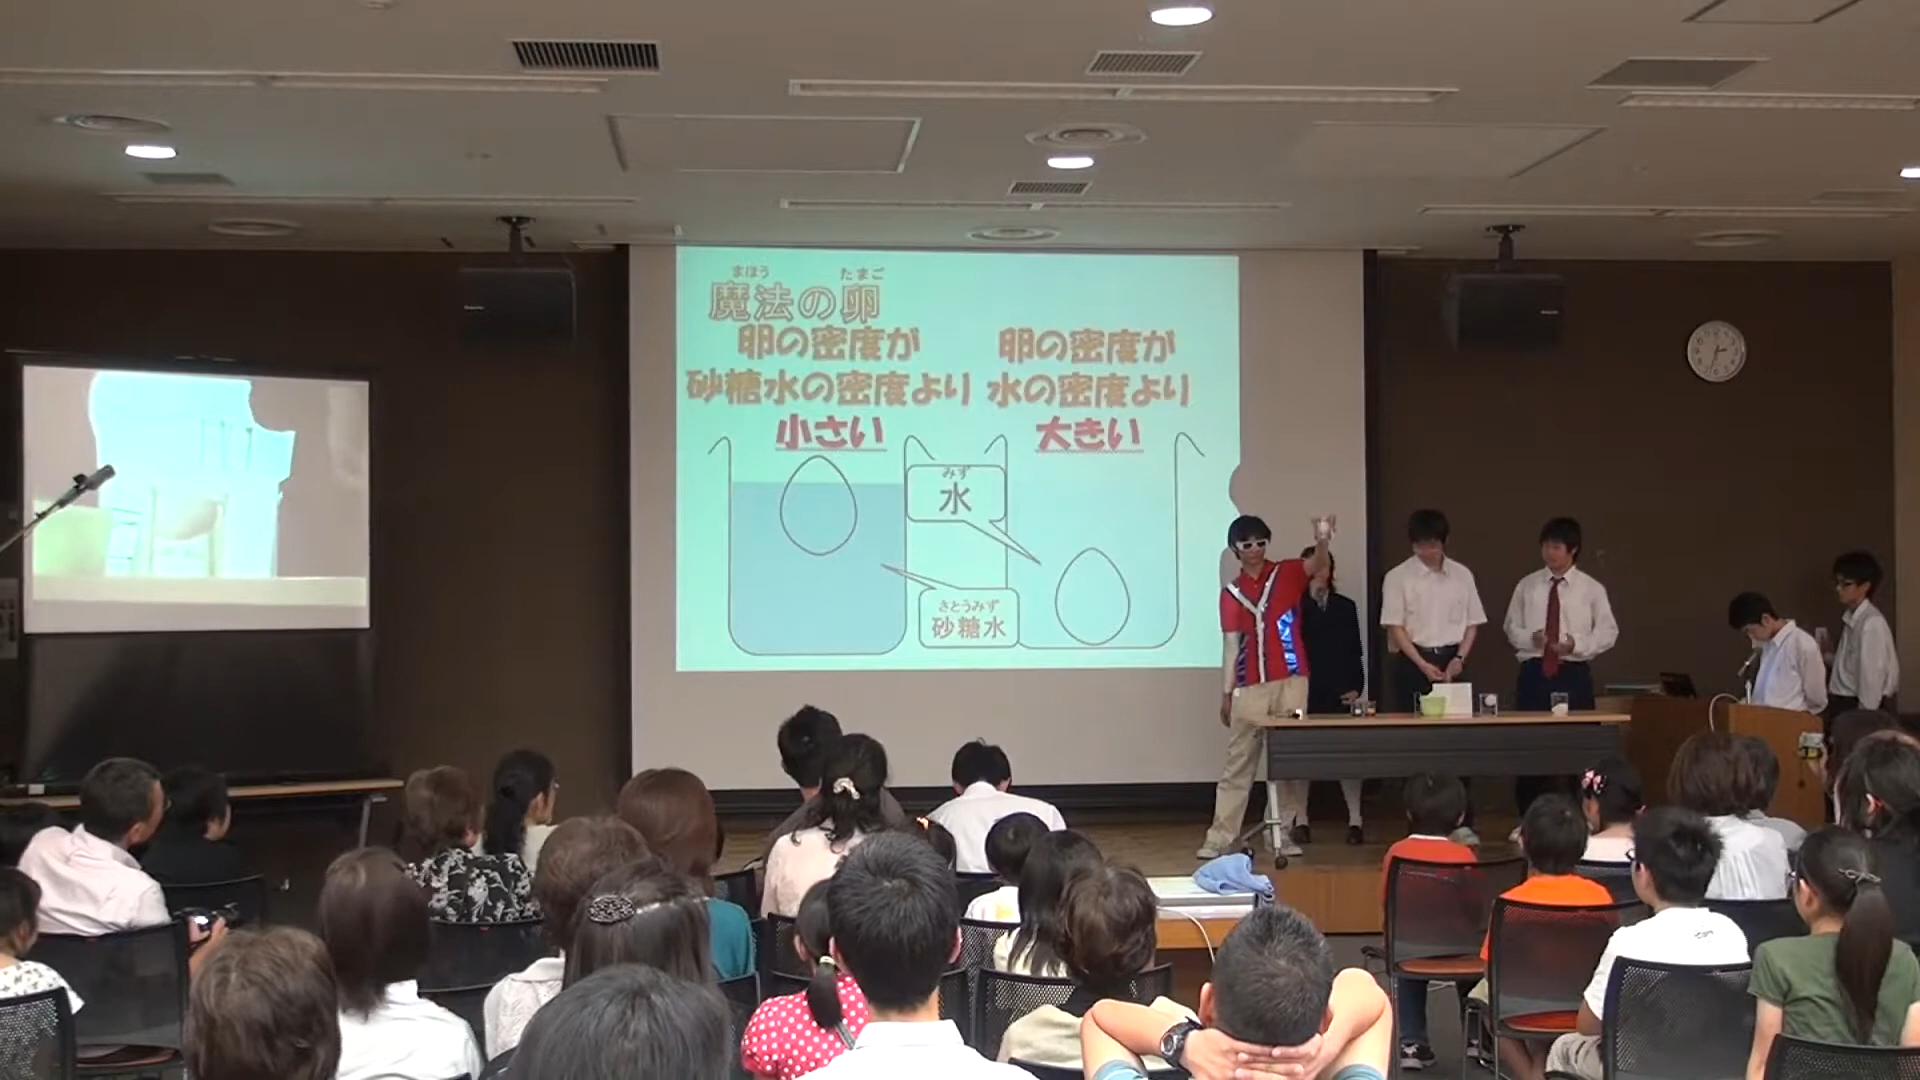 まほう たまご
魔法の卵
卵の密度が
砂糖水の密度より
小さい
卵の密度が
水の密度より
大きい
みず
水
さとうみず
砂糖水